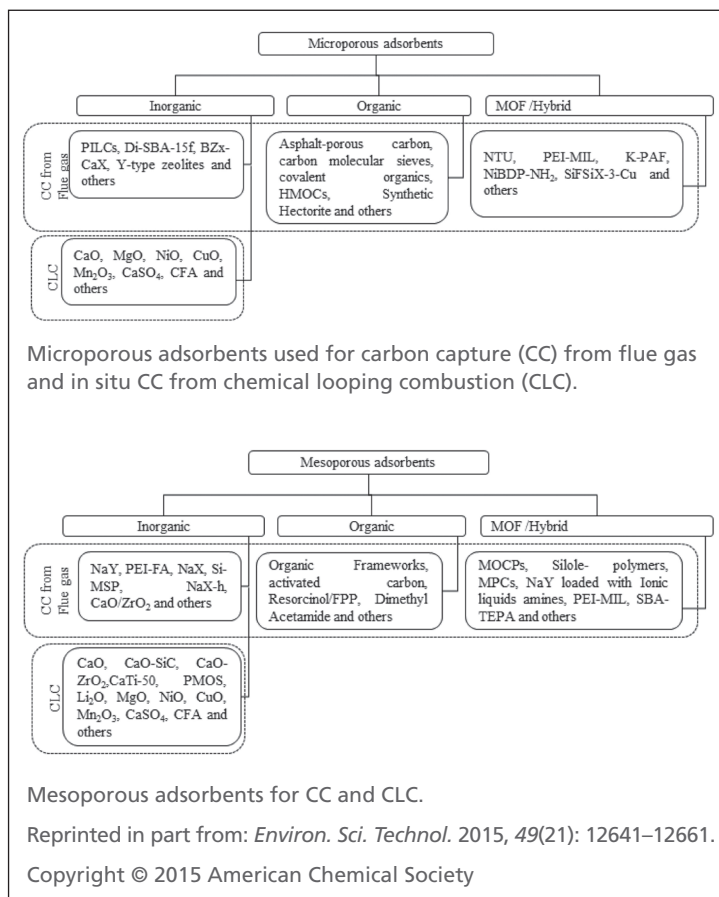 Microporous adsorbents
Inorganic
Organic
MOF /Hybrid
CC from
Flue gas
PILCs, Di-SBA-15f, BZx-
CaX, Y-type zeolites and
others
Asphalt-porous carbon,
carbon molecular sieves,
covalent organics,
HMOCs, Synthetic
Hectorite and others
NTU, PEI-MIL, K-PAF,
NiBDP-NH₂, SiFSiX-3-Cu and
others
CLC
CaO, MgO, NiO, CuO,
Mn₂O₃, CaSO₄, CFA and
others
Microporous adsorbents used for carbon capture (CC) from flue gas
and in situ CC from chemical looping combustion (CLC).
Mesoporous adsorbents
Inorganic
Organic
MOF/Hybrid
CC from
Flue gas
NaY, PEI-FA, NaX, Si-
MSP, NaX-h,
CaO/ZrO₂ and others
Organic Frameworks,
activated carbon,
Resorcinol/FPP, Dimethyl
Acetamide and others
MOCPs, Silole- polymers,
MPCs, NaY loaded with Ionic
liquids amines, PEI-MIL, SBA-
TEPA and others
CLC
CaO, CaO-SiC, CaO-
ZrO₂,CaTi-50, PMOS,
Li₂O, MgO, NiO, CuO,
Mn₂O₃, CaSO₄, CFA and
others
Mesoporous adsorbents for CC and CLC.
Reprinted in part from: Environ. Sci. Technol. 2015, 49(21): 12641–12661.
Copyright © 2015 American Chemical Society